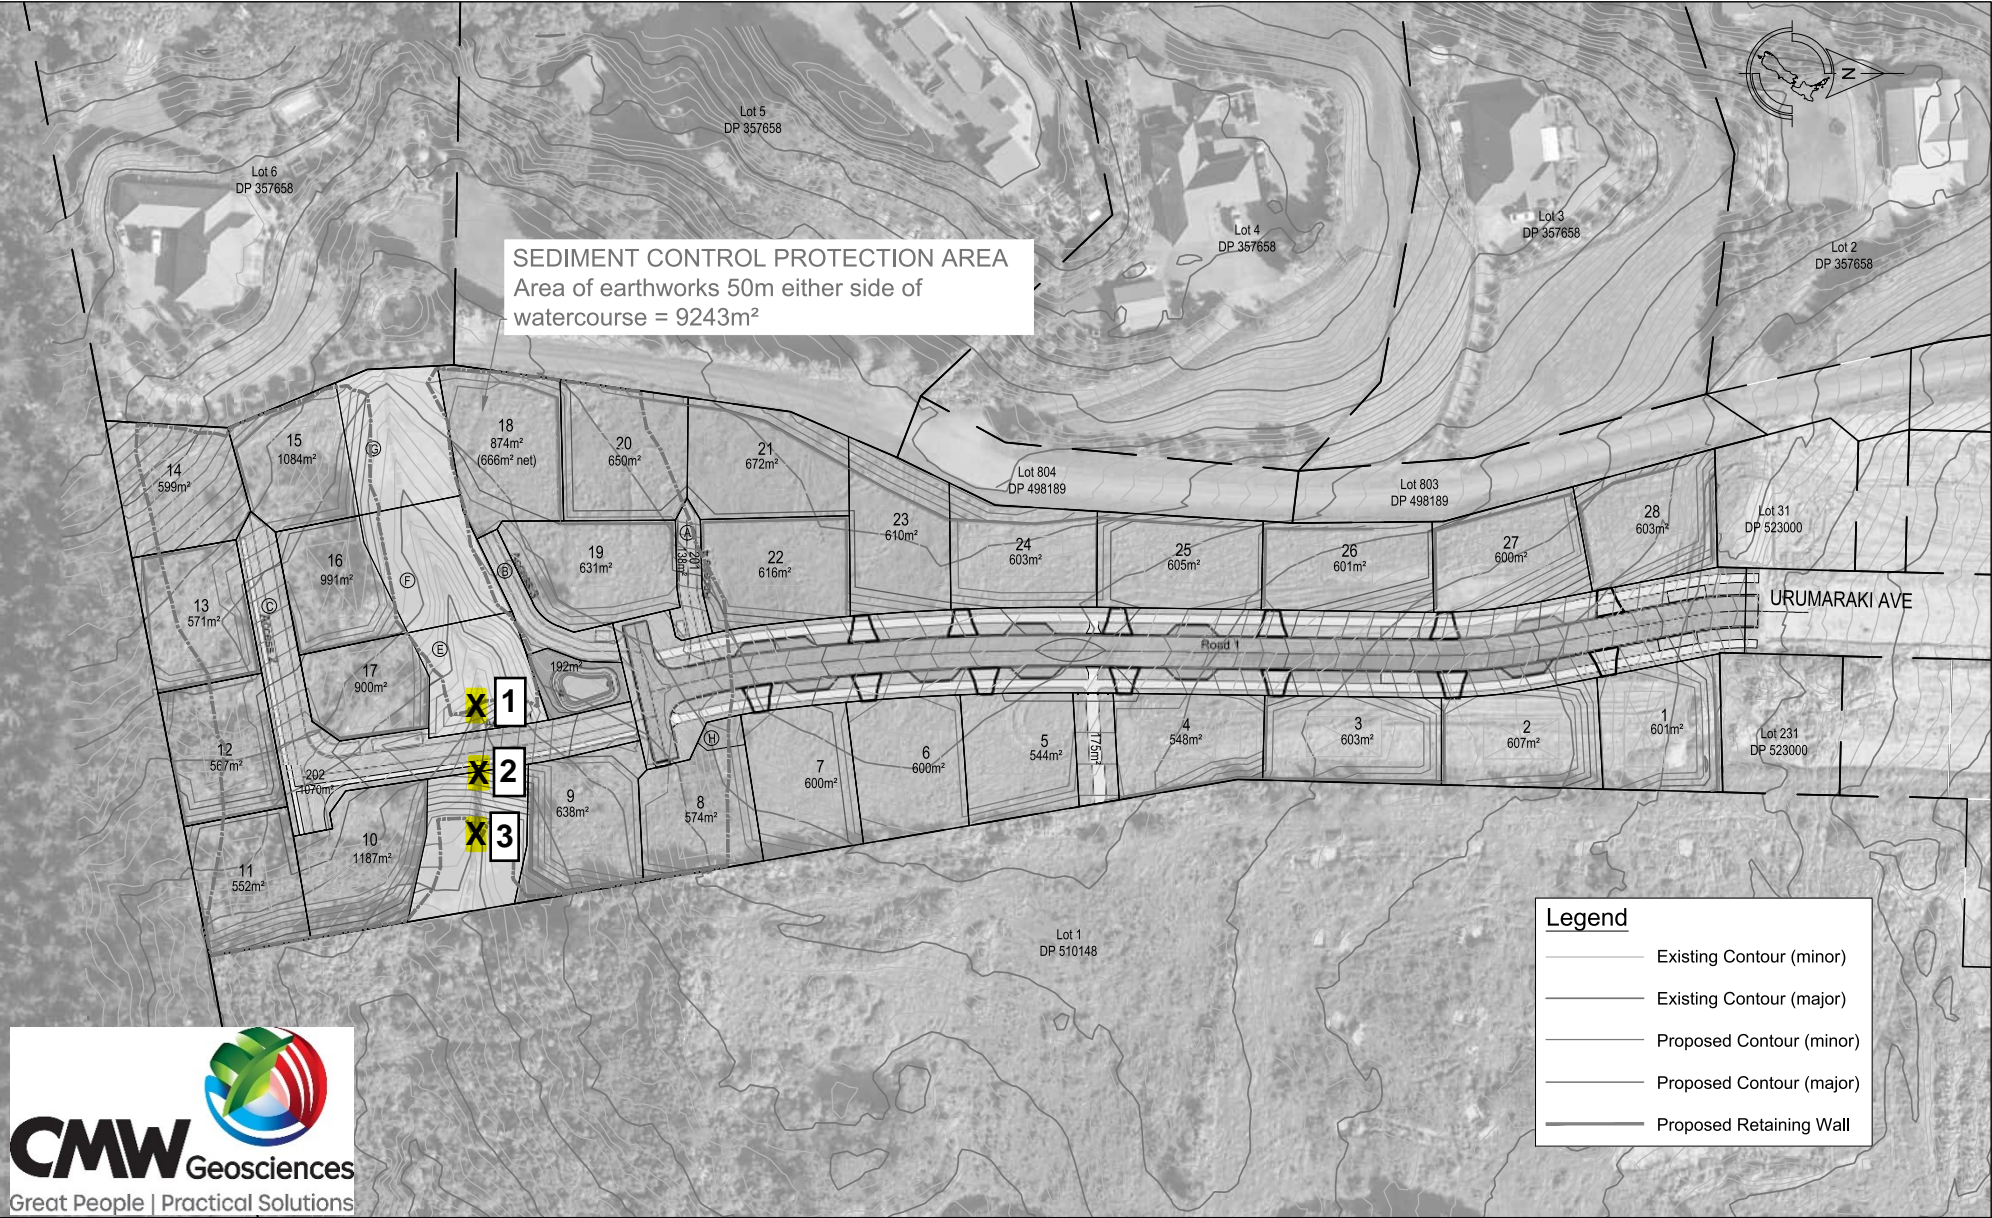 Lot 5
DP 357658
N
Lot 6
DP 357658
Lot 4
DP 357658
Lot 3
DP 357658
Lot 2
DP 357658
SEDIMENT CONTROL PROTECTION AREA
Area of earthworks 50m either side of
watercourse = 9243m²
18
874m²
(666m² net)
20
650m²
21
672m²
15
1084m²
14
599m²
G
Lot 804
DP 498189
Lot 803
DP 498189
Lot 31
DP 523000
23
610m²
24
603m²
25
605m²
26
601m²
27
600m²
28
603m²
19
631m²
22
616m²
A
201
138m²
B
16
991m²
F
13
571m²
C
Access 2
E
17
900m²
192m²
Road 1
URUMARAKI AVE
X 1
X 2
X 3
H
12
567m²
202
1070m²
11
552m²
10
1187m²
9
638m²
8
574m²
7
600m²
6
600m²
5
544m²
175m²
4
548m²
3
603m²
2
607m²
1
601m²
Lot 231
DP 523000
Lot 1
DP 510148
Legend
Existing Contour (minor)
Existing Contour (major)
Proposed Contour (minor)
Proposed Contour (major)
Proposed Retaining Wall
CMW
Geosciences
Great People | Practical Solutions